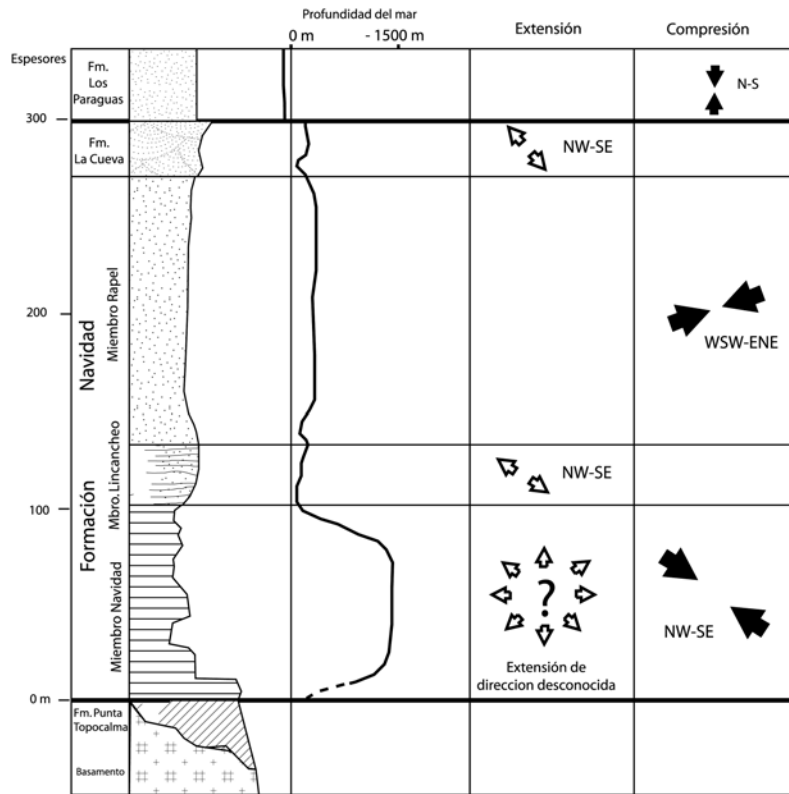 Profundidad del mar
0 m
- 1500 m
Extensión
Compresión
Espesores
Fm.
Los
Paraguas
N-S
300
Fm.
La Cueva
NW-SE
Formación Navidad
Miembro Rapel
200
WSW-ENE
Mbro. Lincancheo
NW-SE
100
Miembro Navidad
?
NW-SE
Extensión de
direccion desconocida
0 m
Fm. Punta
Topocalma
Basamento